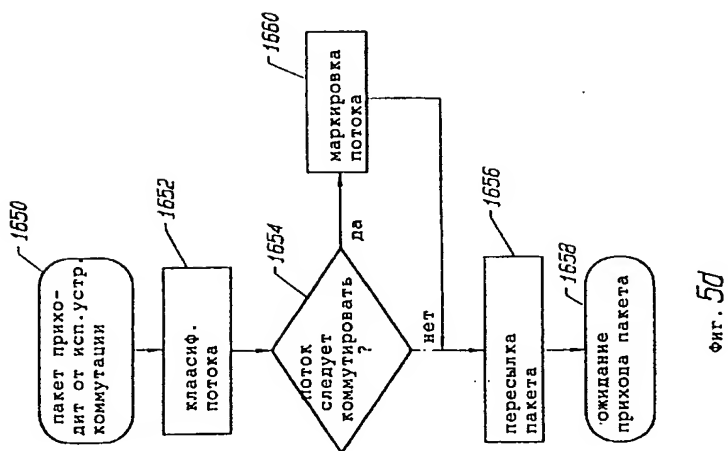 1650
пакет прихо-
дит от исп.устр.
коммутации
1652
клаасиф.
потока
1654
поток
следует
коммутировать
?
да
1660
маркировка
потока
нет
1656
пересылка
пакета
1658
ожидание
прихода пакета
Фиг. 5d